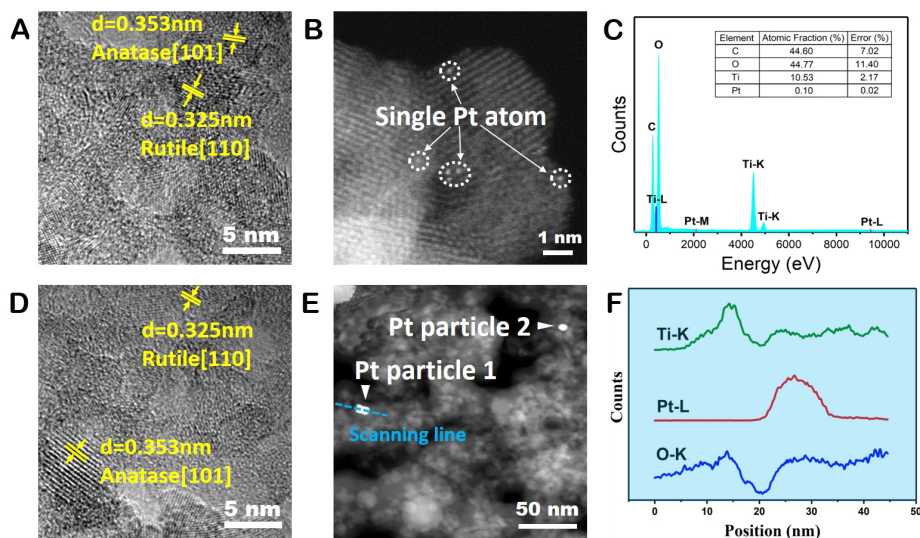 A
d=0.353nm
Anatase[101]
d=0.325nm
Rutile[110]
5 nm
B
Single Pt atom
1 nm
C
Counts
Energy (eV)
O
C
Ti-L
Pt-M
Ti-K
Ti-K
Pt-L
0 2000 4000 6000 8000 10000
Element Atomic Fraction (%) Error (%)
C 44.60 7.02
O 44.77 11.40
Ti 10.53 2.17
Pt 0.10 0.02
D
d=0.325nm
Rutile[110]
d=0.353nm
Anatase[101]
5 nm
E
Pt particle 2
Pt particle 1
Scanning line
50 nm
F
Counts
Ti-K
Pt-L
O-K
0 10 20 30 40 50
Position (nm)